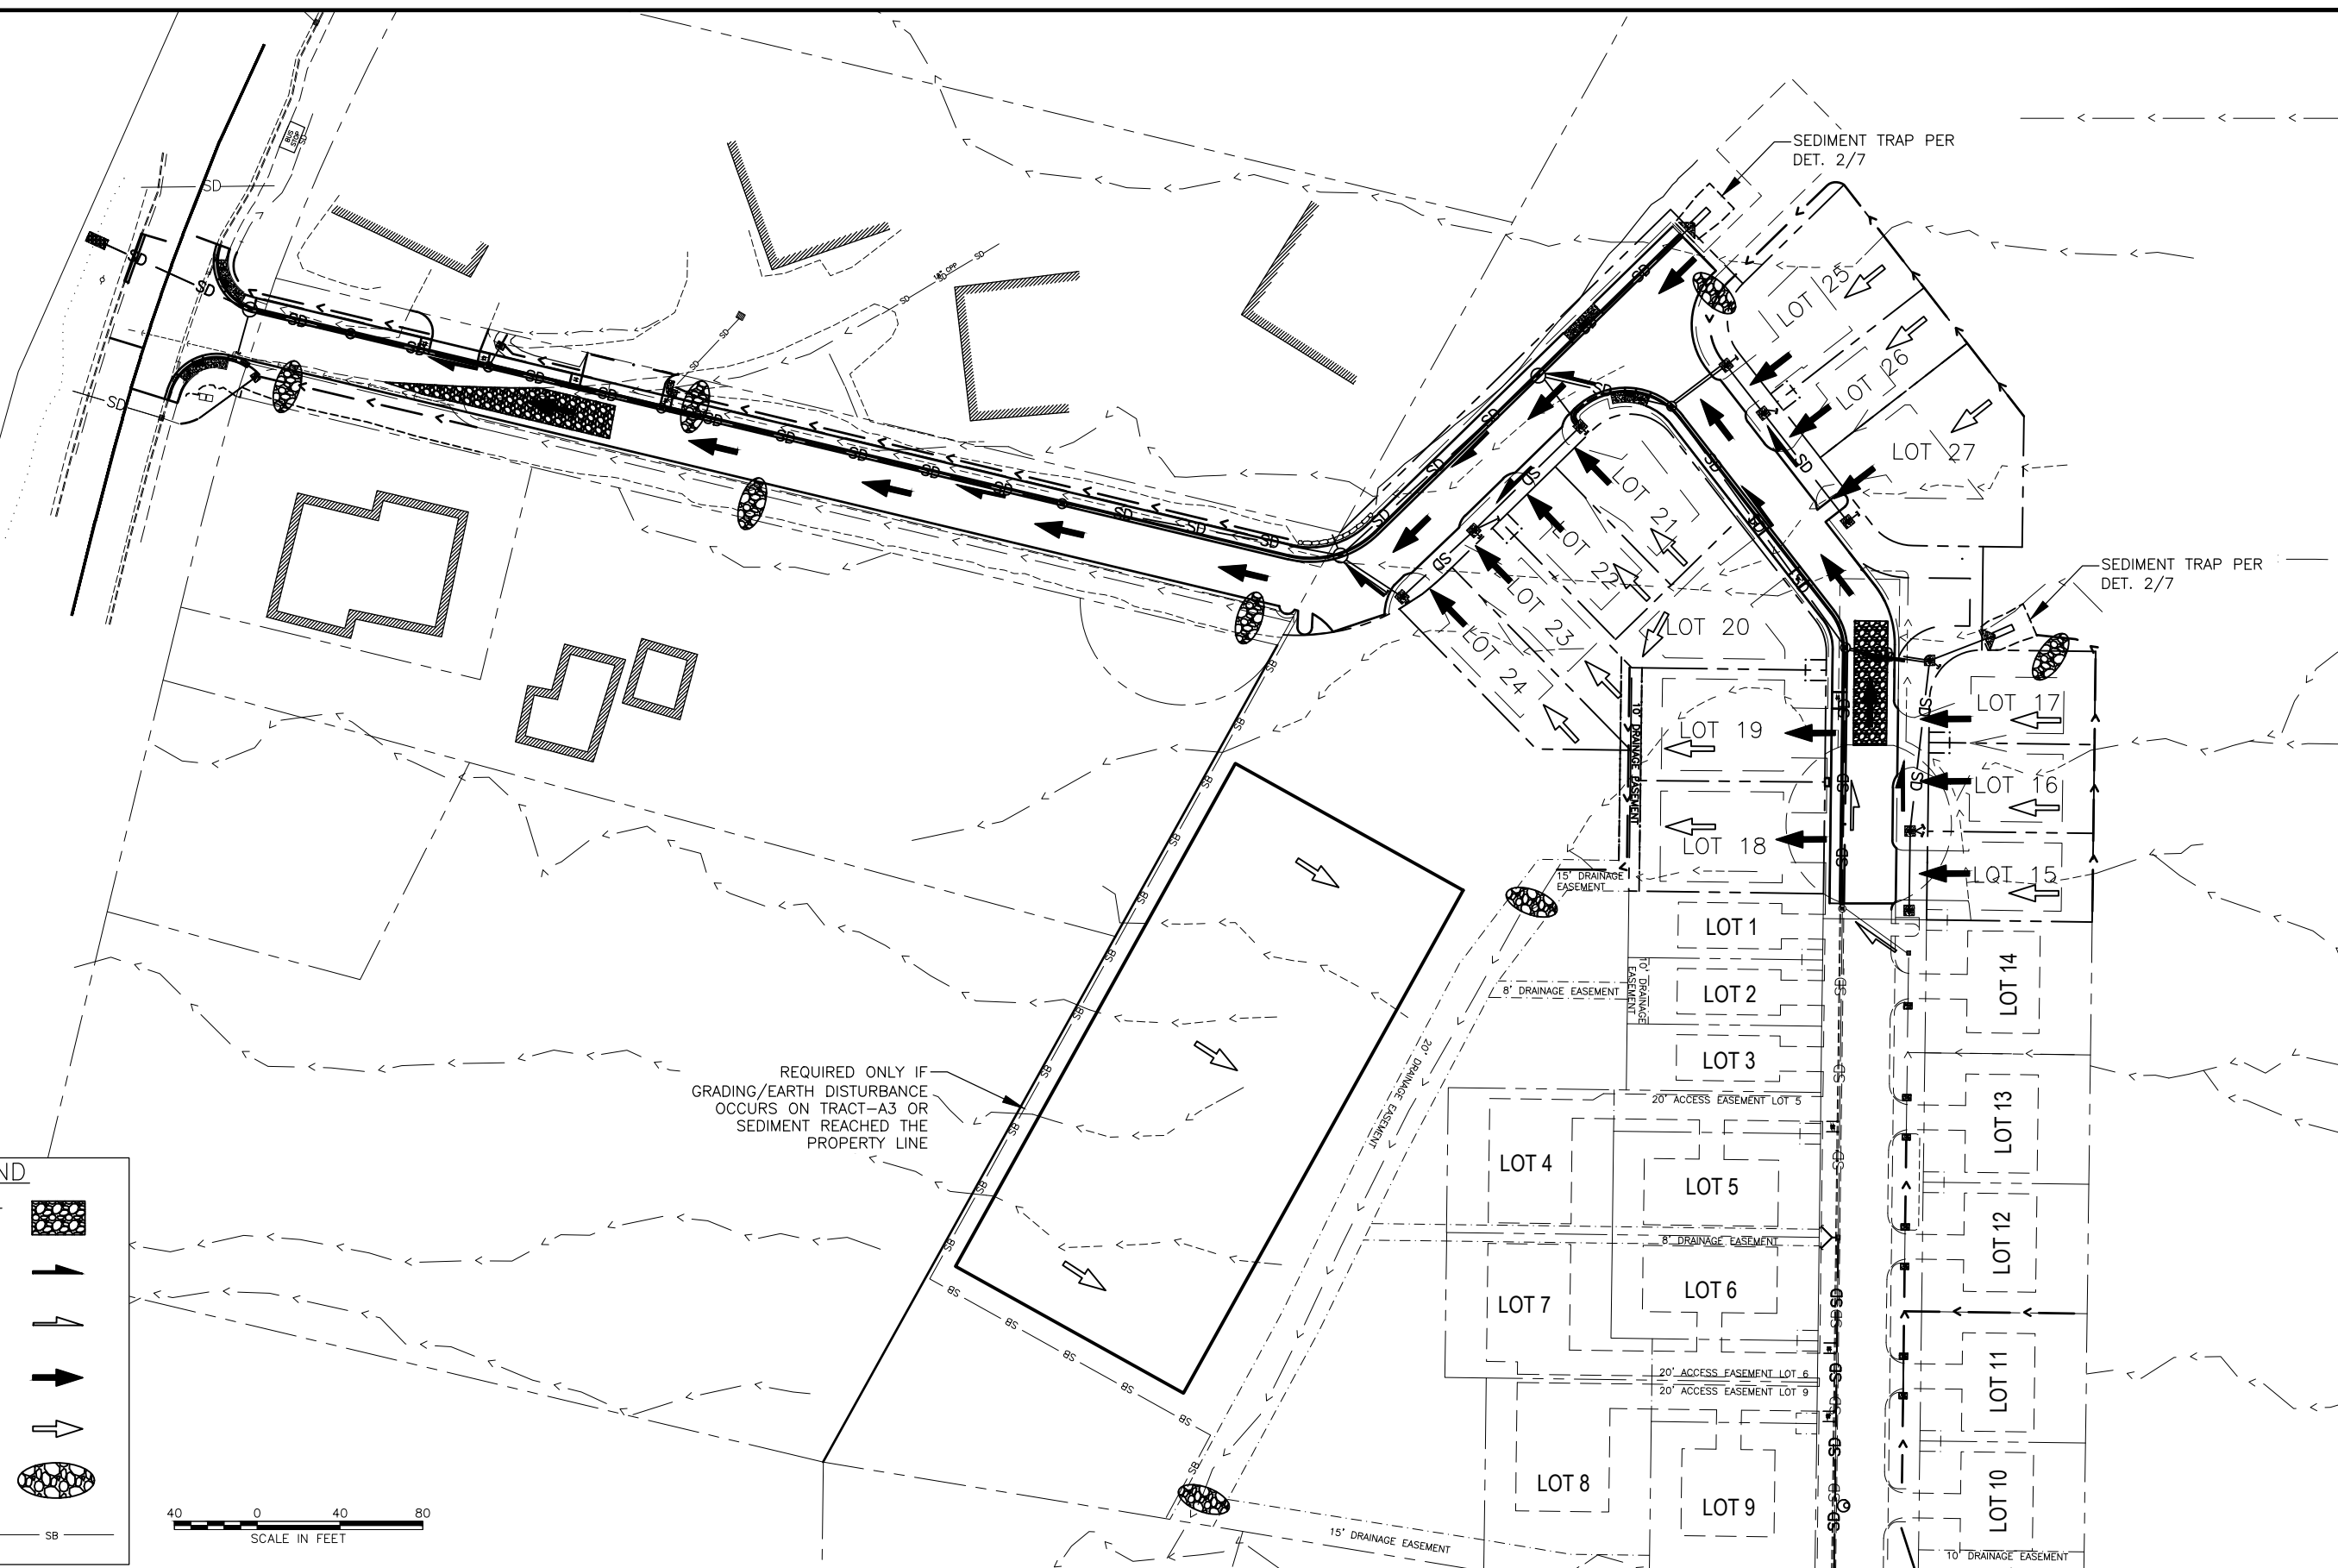 BUS
STOP
SD
SEDIMENT TRAP PER
DET. 2/7
SEDIMENT TRAP PER
DET. 2/7
LOT 25
LOT 26
LOT 27
LOT 21
LOT 22
LOT 23
LOT 24
LOT 20
LOT 19
LOT 18
LOT 17
LOT 16
LOT 15
10' DRAINAGE EASEMENT
15' DRAINAGE
EASEMENT
LOT 1
LOT 2
LOT 3
10' DRAINAGE
EASEMENT
8' DRAINAGE EASEMENT
20' DRAINAGE EASEMENT
20' ACCESS EASEMENT LOT 5
LOT 4
LOT 5
8' DRAINAGE EASEMENT
LOT 7
LOT 6
20' ACCESS EASEMENT LOT 6
20' ACCESS EASEMENT LOT 9
LOT 8
LOT 9
LOT 14
LOT 13
LOT 12
LOT 11
LOT 10
10' DRAINAGE EASEMENT
15' DRAINAGE EASEMENT
REQUIRED ONLY IF
GRADING/EARTH DISTURBANCE
OCCURS ON TRACT-A3 OR
SEDIMENT REACHED THE
PROPERTY LINE
SB
ND
SB
40 0 40 80
SCALE IN FEET